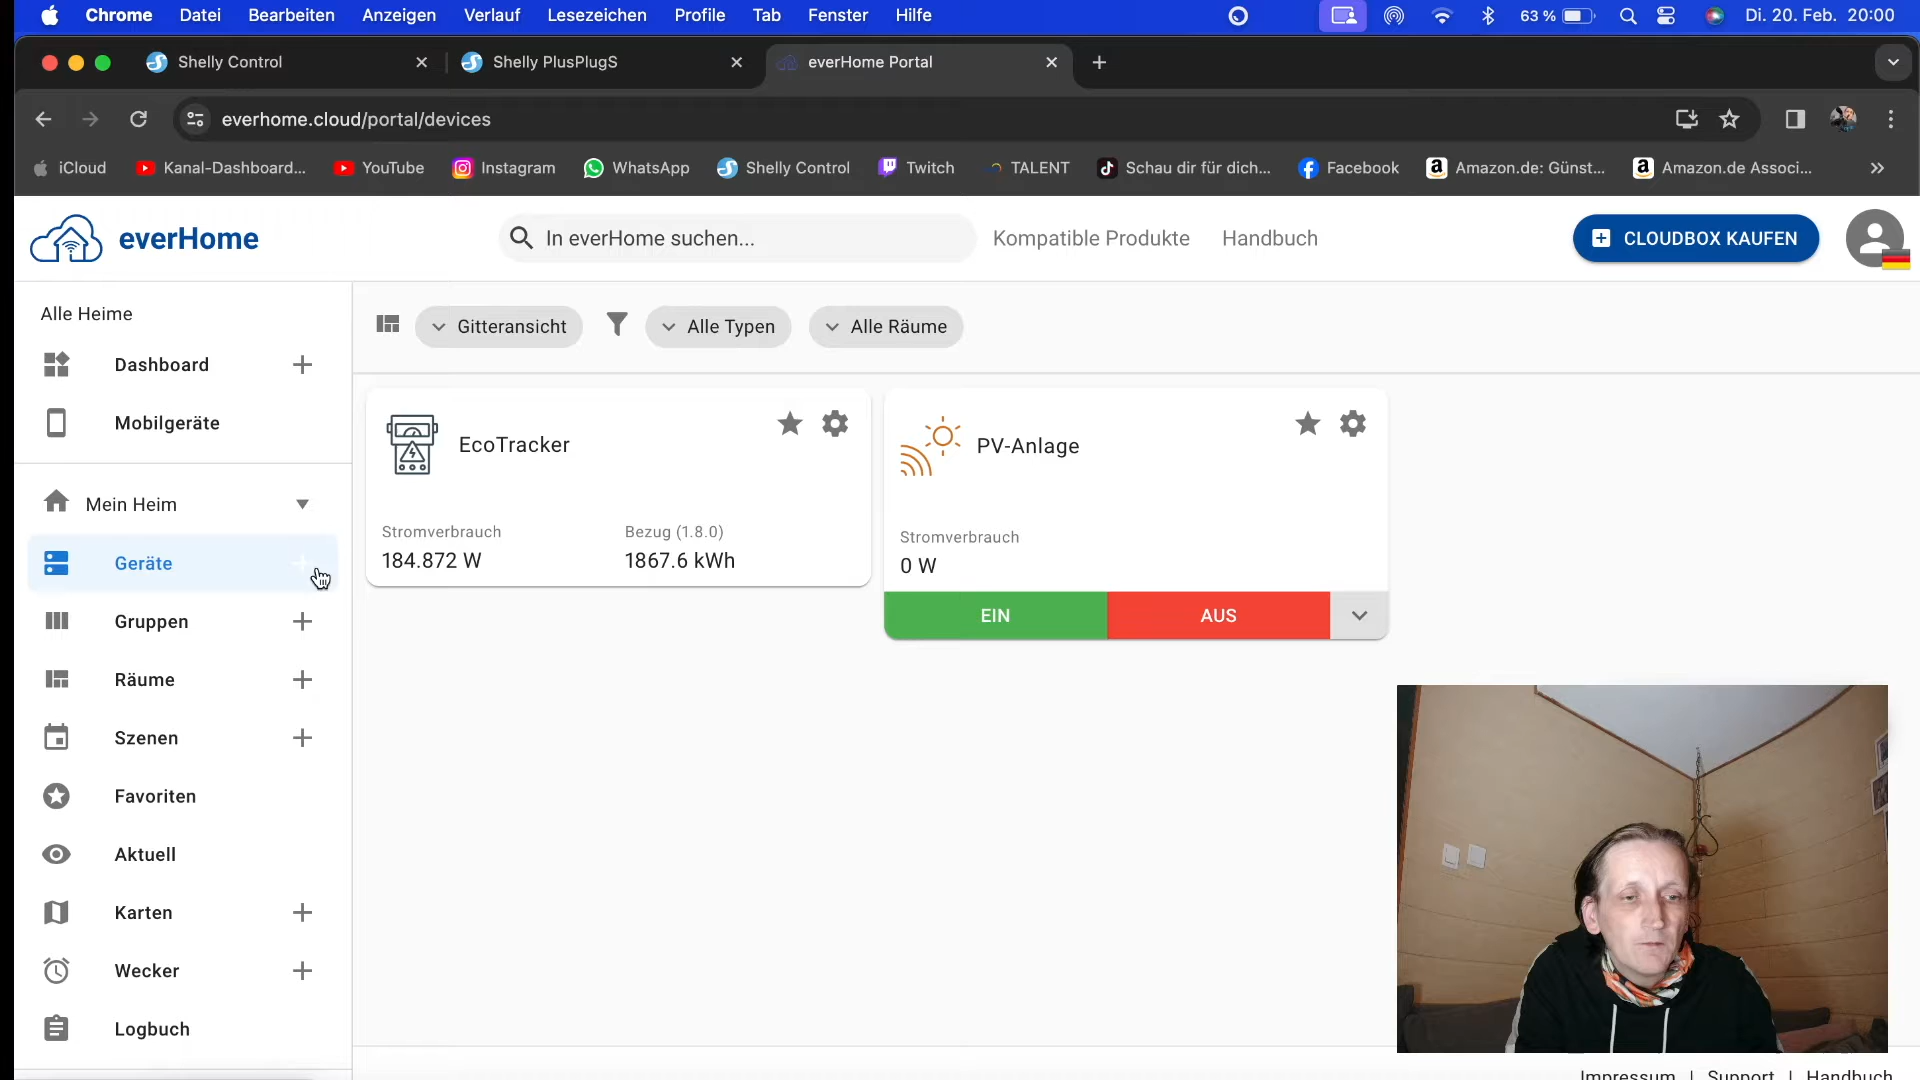 Chrome Datei Bearbeiten Anzeigen Verlauf Lesezeichen Profile Tab Fenster Hilfe 63 % Di. 20. Feb. 20:00
Shelly Control
Shelly PlusPlugS
everHome Portal
everhome.cloud/portal/devices
iCloud
Kanal-Dashboard...
YouTube
Instagram
WhatsApp
Shelly Control
Twitch
TALENT
Schau dir für dich...
Facebook
Amazon.de: Günst...
Amazon.de Associ...
everHome
In everHome suchen...
Kompatible Produkte
Handbuch
CLOUDBOX KAUFEN
Alle Heime
Dashboard
Mobilgeräte
Mein Heim
Geräte
Gruppen
Räume
Szenen
Favoriten
Aktuell
Karten
Wecker
Logbuch
Gitteransicht
Alle Typen
Alle Räume
EcoTracker
Stromverbrauch
184.872 W
Bezug (1.8.0)
1867.6 kWh
PV-Anlage
Stromverbrauch
0 W
EIN
AUS
Impressum | Support | Handbuch